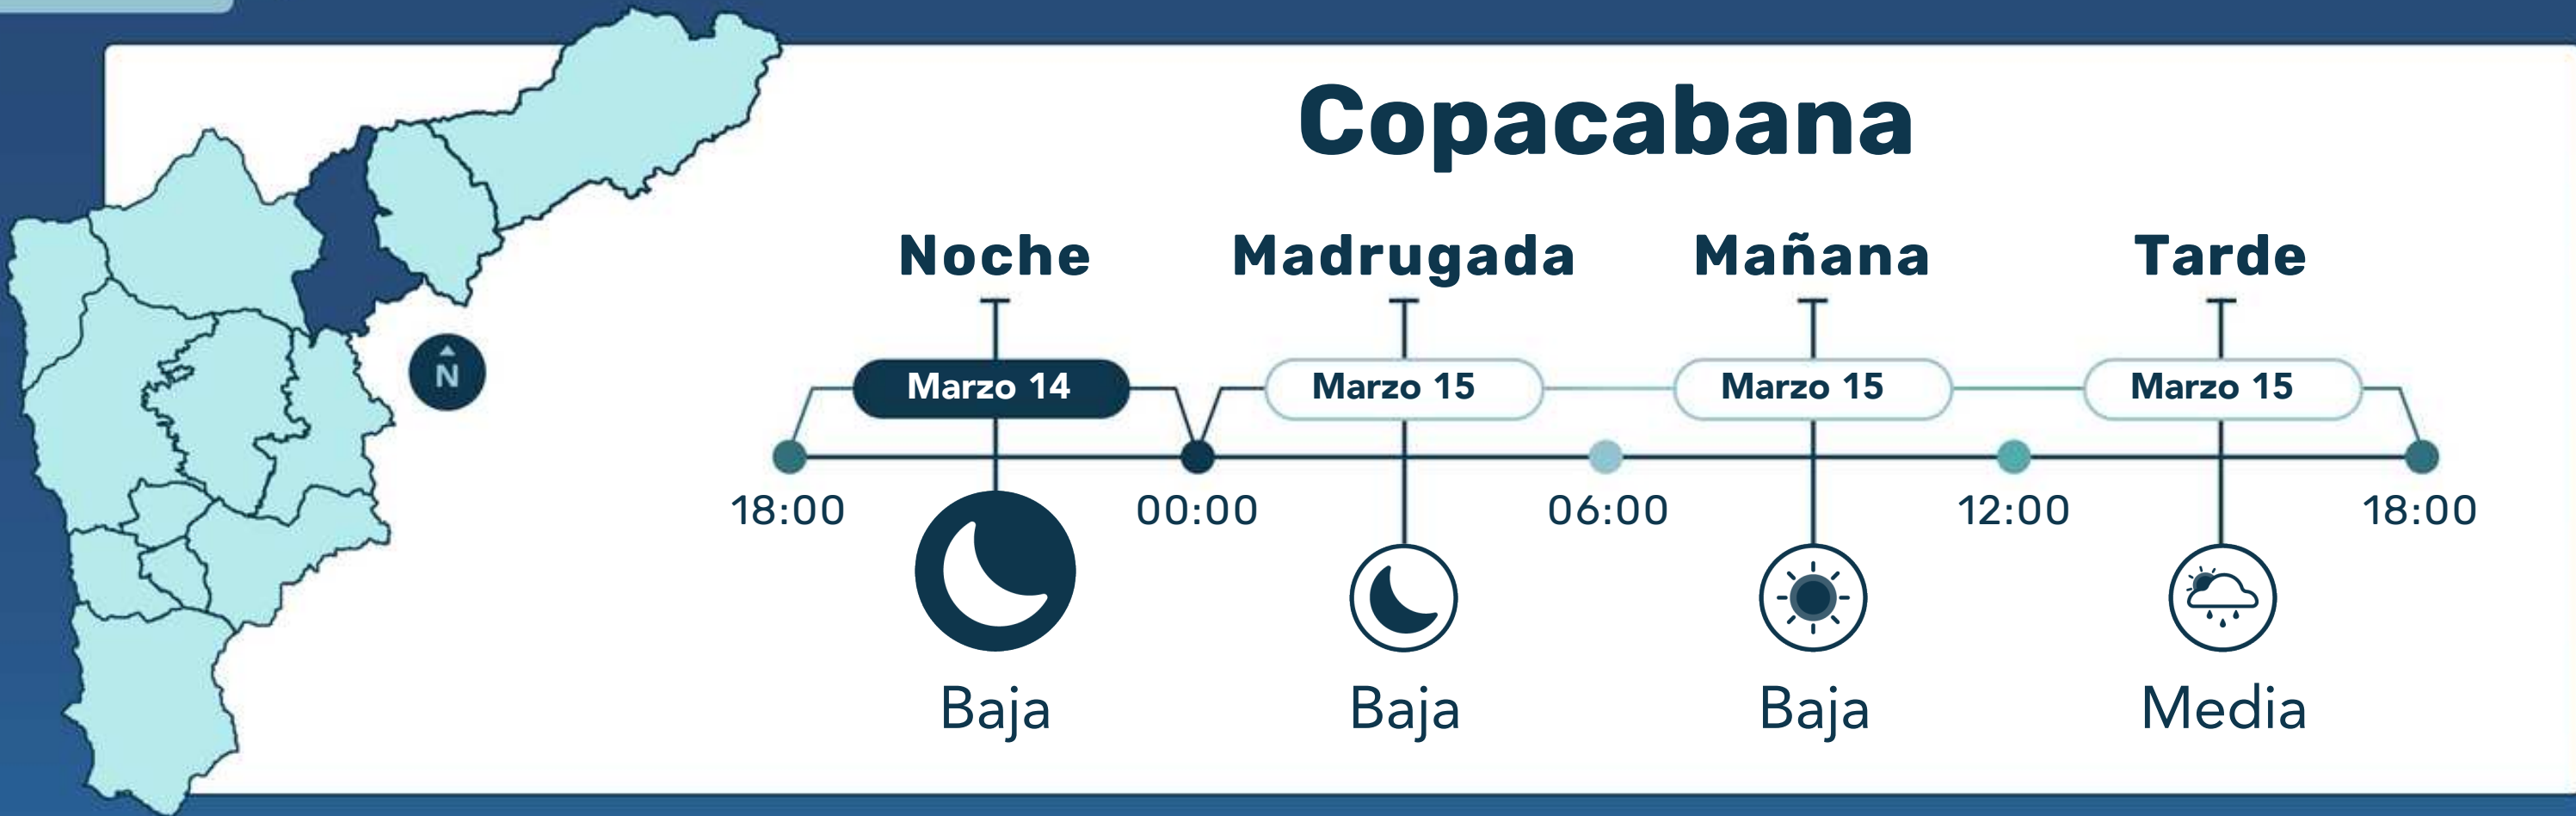 Copacabana
Noche Madrugada Mañana Tarde
Marzo 14 Marzo 15 Marzo 15 Marzo 15
N
18:00 00:00 06:00 12:00 18:00
Baja Baja Baja Media